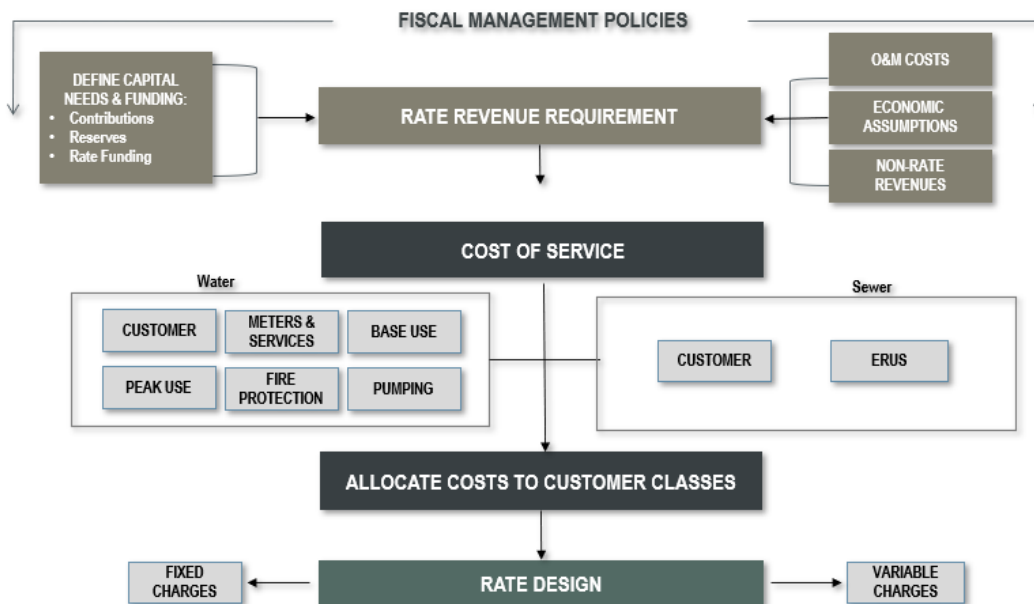 FISCAL MANAGEMENT POLICIES
DEFINE CAPITAL
NEEDS & FUNDING:
• Contributions
• Reserves
• Rate Funding
RATE REVENUE REQUIREMENT
O&M COSTS
ECONOMIC
ASSUMPTIONS
NON-RATE
REVENUES
COST OF SERVICE
Water
CUSTOMER
METERS &
SERVICES
BASE USE
PEAK USE
FIRE
PROTECTION
PUMPING
Sewer
CUSTOMER
ERUS
ALLOCATE COSTS TO CUSTOMER CLASSES
FIXED
CHARGES
RATE DESIGN
VARIABLE
CHARGES